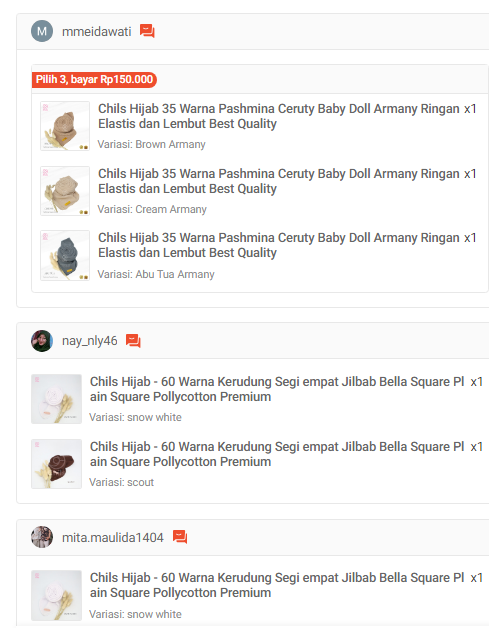 M mmeidawati
Pilih 3, bayar Rp150.000
Chils Hijab 35 Warna Pashmina Ceruty Baby Doll Armany Ringan x1
Elastis dan Lembut Best Quality
Variasi: Brown Armany
Chils Hijab 35 Warna Pashmina Ceruty Baby Doll Armany Ringan x1
Elastis dan Lembut Best Quality
Variasi: Cream Armany
Chils Hijab 35 Warna Pashmina Ceruty Baby Doll Armany Ringan x1
Elastis dan Lembut Best Quality
Variasi: Abu Tua Armany
nay_nly46
Chils Hijab - 60 Warna Kerudung Segi empat Jilbab Bella Square Pl x1
ain Square Pollycotton Premium
Variasi: snow white
Chils Hijab - 60 Warna Kerudung Segi empat Jilbab Bella Square Pl x1
ain Square Pollycotton Premium
Variasi: scout
mita.maulida1404
Chils Hijab - 60 Warna Kerudung Segi empat Jilbab Bella Square Pl x1
ain Square Pollycotton Premium
Variasi: snow white